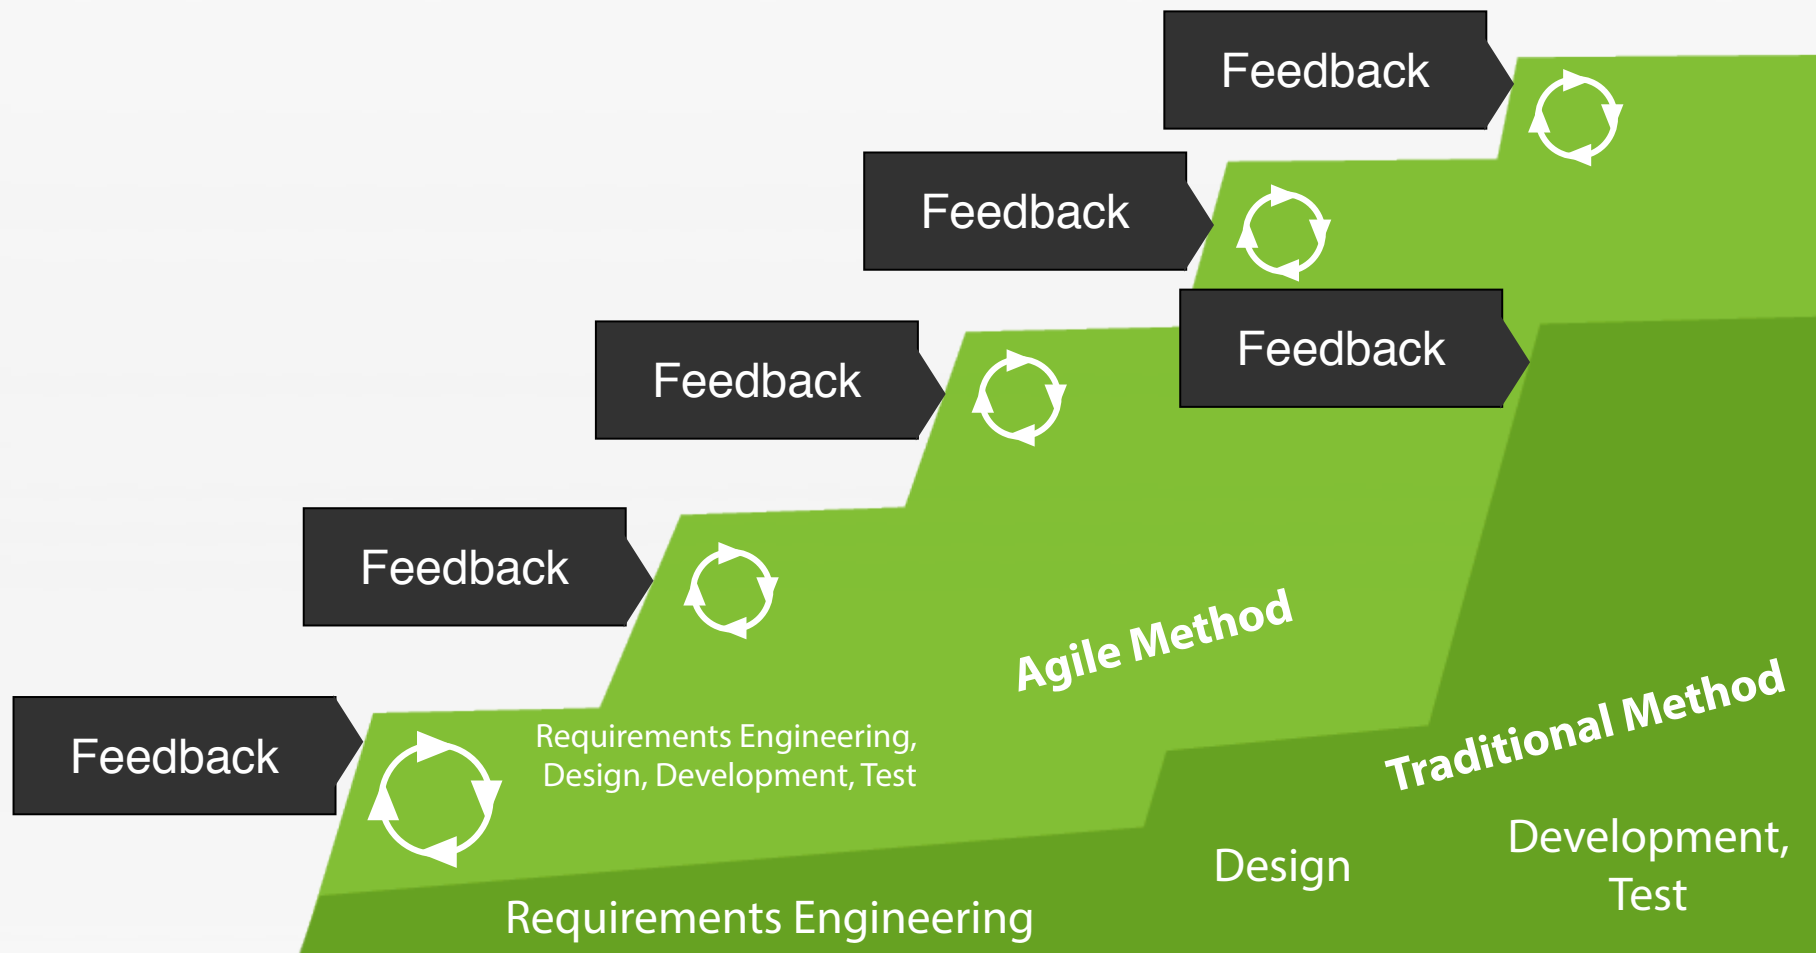 Feedback
Feedback
Feedback
Feedback
Feedback
Feedback
Agile Method
Traditional Method
Requirements Engineering,
Design, Development, Test
Development,
Test
Design
Requirements Engineering